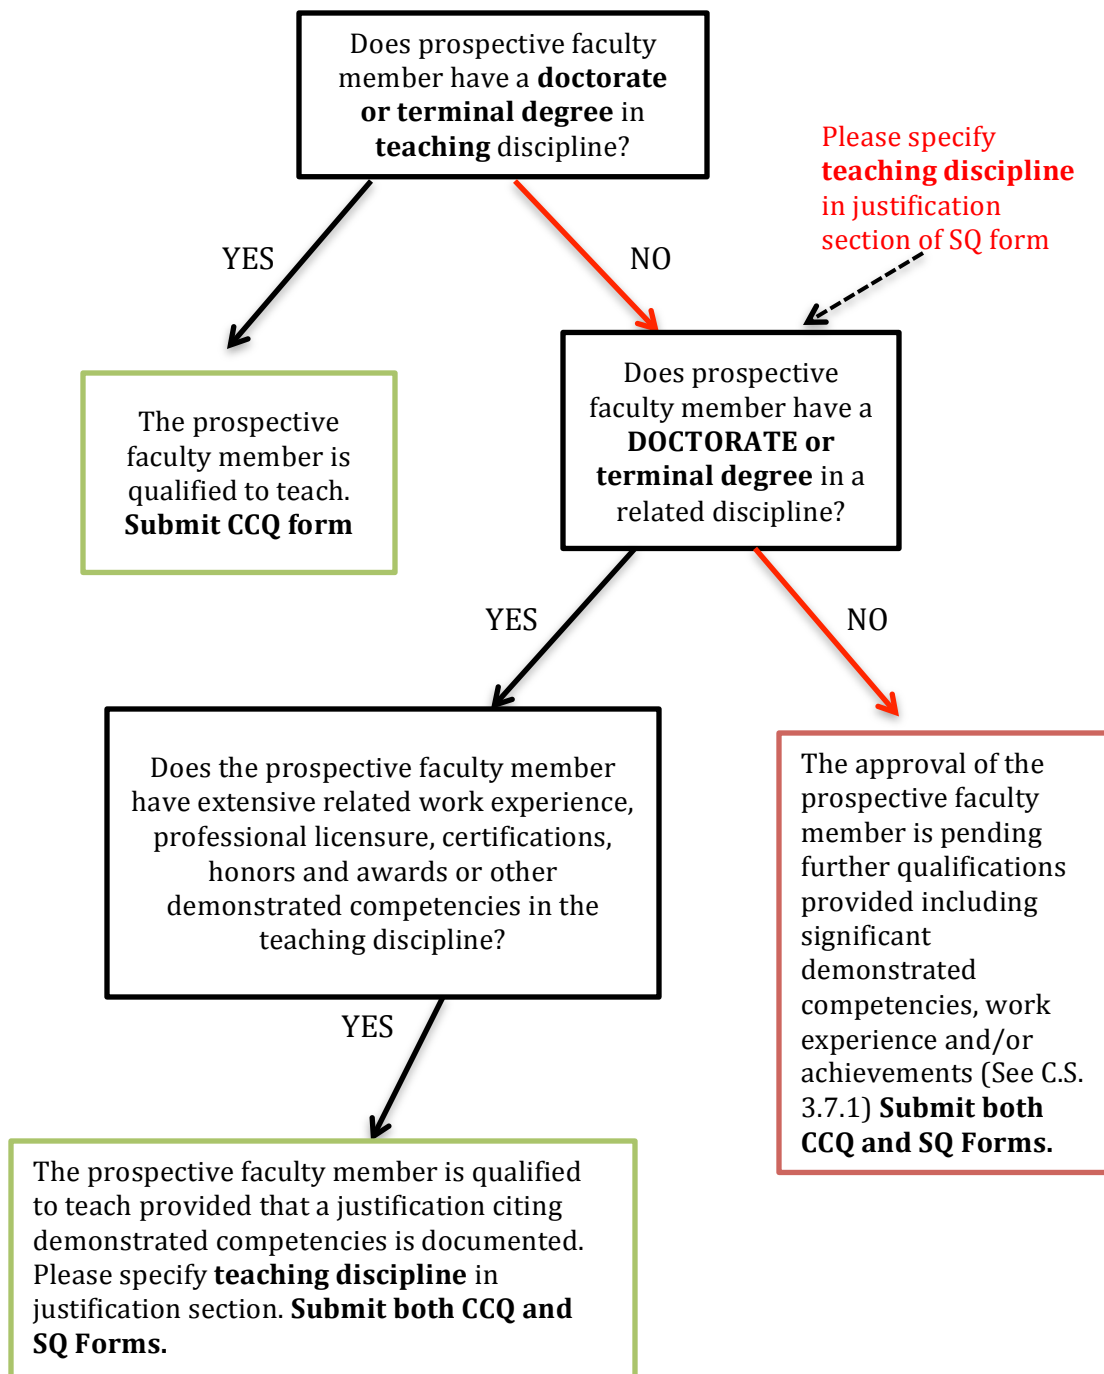 Does prospective faculty
member have a doctorate
or terminal degree in
teaching discipline?
Please specify
teaching discipline
in justification
section of SQ form
YES
NO
The prospective
faculty member is
qualified to teach.
Submit CCQ form
Does prospective
faculty member have a
DOCTORATE or
terminal degree in a
related discipline?
YES
NO
Does the prospective faculty member
have extensive related work experience,
professional licensure, certifications,
honors and awards or other
demonstrated competencies in the
teaching discipline?
The approval of the
prospective faculty
member is pending
further qualifications
provided including
significant
demonstrated
competencies, work
experience and/or
achievements (See C.S.
3.7.1) Submit both
CCQ and SQ Forms.
YES
The prospective faculty member is qualified
to teach provided that a justification citing
demonstrated competencies is documented.
Please specify teaching discipline in
justification section. Submit both CCQ and
SQ Forms.